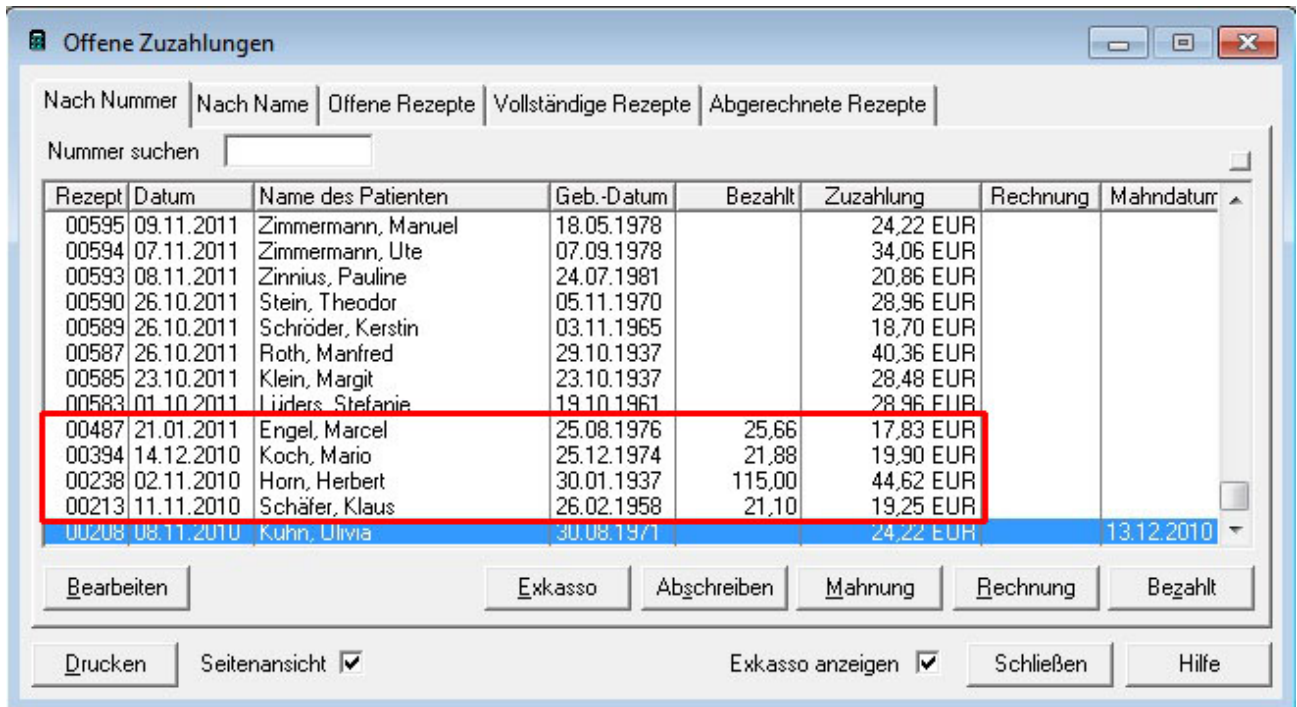 Offene Zuzahlungen
Nach Nummer Nach Name Offene Rezepte Vollständige Rezepte Abgerechnete Rezepte
Nummer suchen
Rezept Datum Name des Patienten Geb.-Datum Bezahlt Zuzahlung Rechnung Mahndatum
00595 09.11.2011 Zimmermann, Manuel 18.05.1978 24,22 EUR
00594 07.11.2011 Zimmermann, Ute 07.09.1978 34,06 EUR
00593 08.11.2011 Zinnius, Pauline 24.07.1981 20,86 EUR
00590 26.10.2011 Stein, Theodor 05.11.1970 28,96 EUR
00589 26.10.2011 Schröder, Kerstin 03.11.1965 18,70 EUR
00587 26.10.2011 Roth, Manfred 29.10.1937 40,36 EUR
00585 23.10.2011 Klein, Margit 23.10.1937 28,48 EUR
00583 01.10.2011 Lüders, Stefanie 19.10.1961 28,96 EUR
00487 21.01.2011 Engel, Marcel 25.08.1976 25,66 17,83 EUR
00394 14.12.2010 Koch, Mario 25.12.1974 21,88 19,90 EUR
00238 02.11.2010 Horn, Herbert 30.01.1937 115,00 44,62 EUR
00213 11.11.2010 Schäfer, Klaus 26.02.1958 21,10 19,25 EUR
00208 08.11.2010 Kuhn, Olivia 30.08.1971 24,22 EUR 13.12.2010
Bearbeiten Exkasso Abschreiben Mahnung Rechnung Bezahlt
Drucken Seitenansicht Exkasso anzeigen Schließen Hilfe